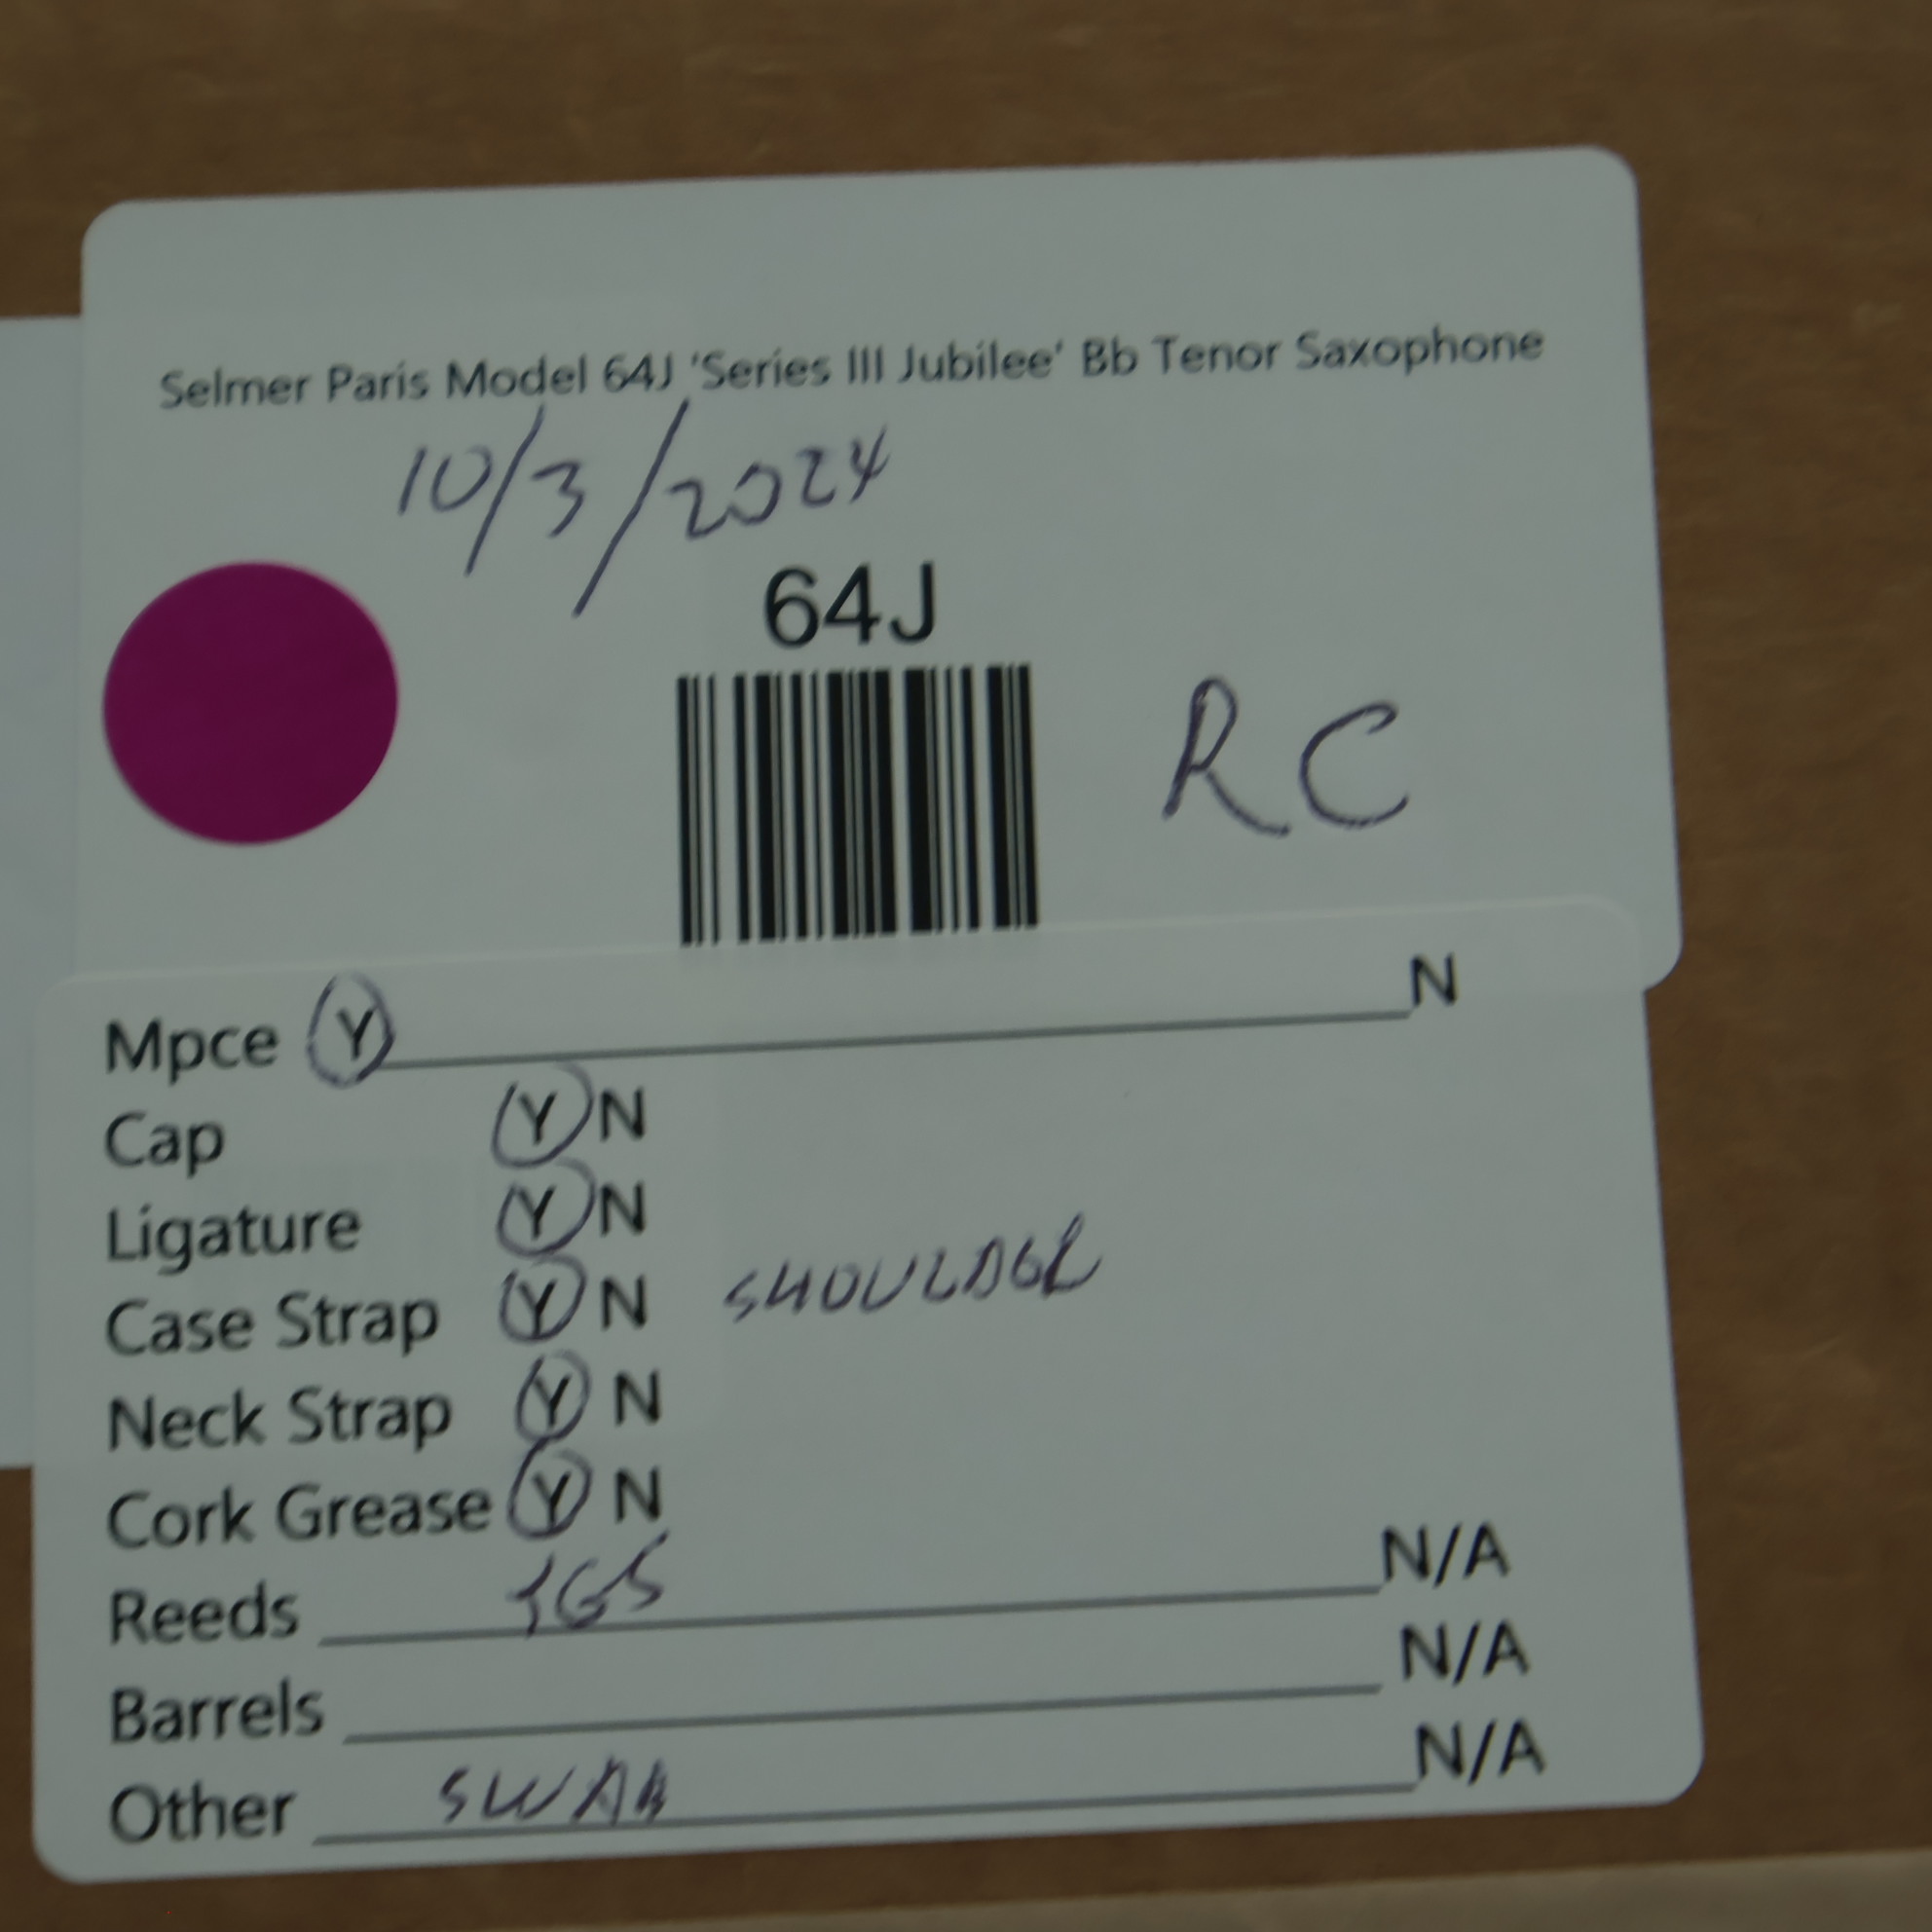 Selmer Paris Model 64J 'Series III Jubilee' Bb Tenor Saxophone
10/3/2024
64J
RC
Mpce Y N
Cap Y N
Ligature Y N
Case Strap Y N SHOULDER
Neck Strap Y N
Cork Grease Y N
Reeds N/A
Barrels N/A
Other SWAB N/A